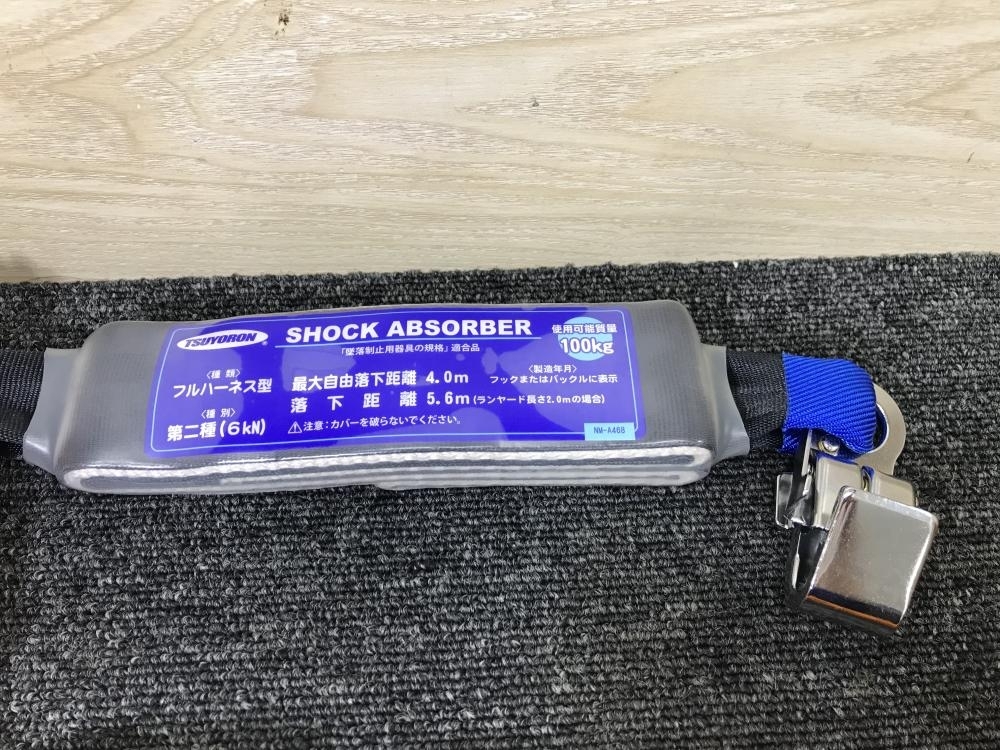 TSUYORON SHOCK ABSORBER
使用可能質量
100kg
「墜落制止用器具の規格」適合品
〈種類〉
フルハーネス型
〈種別〉
第二種(6kN)
最大自由落下距離 4.0m
落下距離 5.6m(ランヤード長さ2.0mの場合)
⚠注意:カバーを破らないでください。
〈製造年月〉
フックまたはバックルに表示
NM-A46B